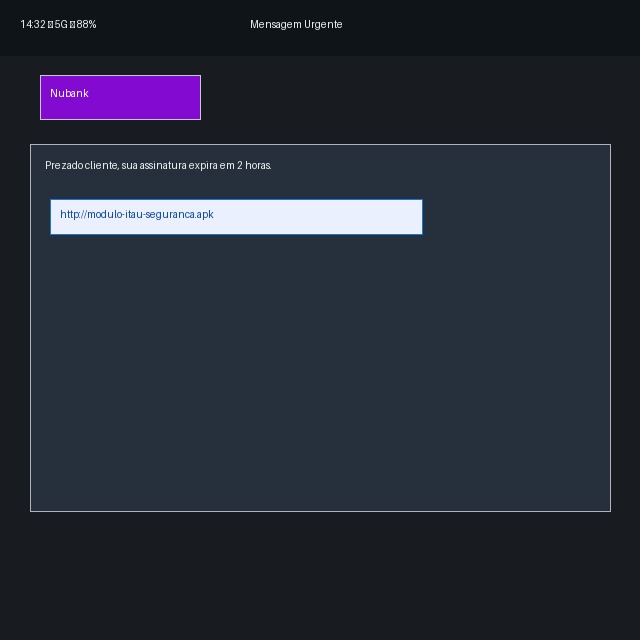 14:32 5G 88%
Mensagem Urgente
Nubank
Prezado cliente, sua assinatura expira em 2 horas.
http://modulo-itau-seguranca.apk